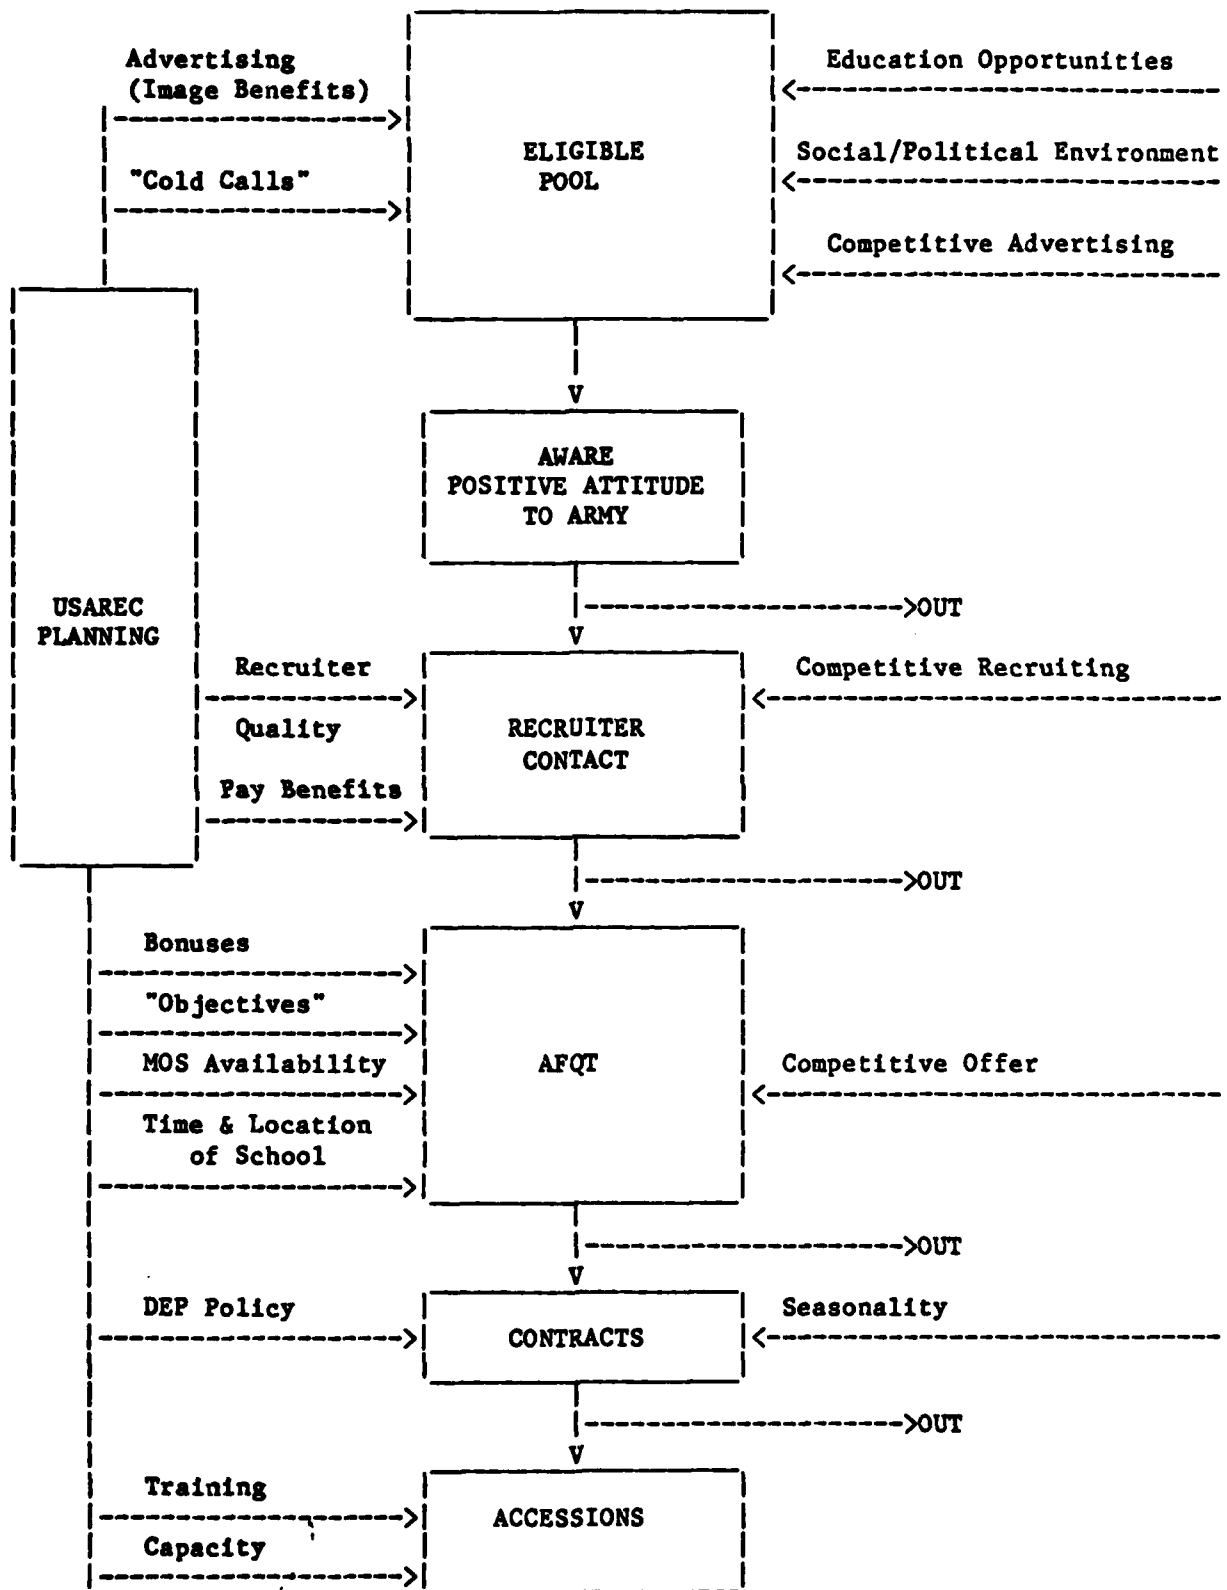 Advertising
(Image Benefits)
Education Opportunities
ELIGIBLE
POOL
Social/Political Environment
"Cold Calls"
Competitive Advertising
AWARE
POSITIVE ATTITUDE
TO ARMY
USAREC
PLANNING
OUT
Recruiter
Quality
Competitive Recruiting
RECRUITER
CONTACT
Pay Benefits
OUT
Bonuses
"Objectives"
MOS Availability
AFQT
Competitive Offer
Time & Location
of School
OUT
DEP Policy
CONTRACTS
Seasonality
OUT
Training
ACCESSIONS
Capacity